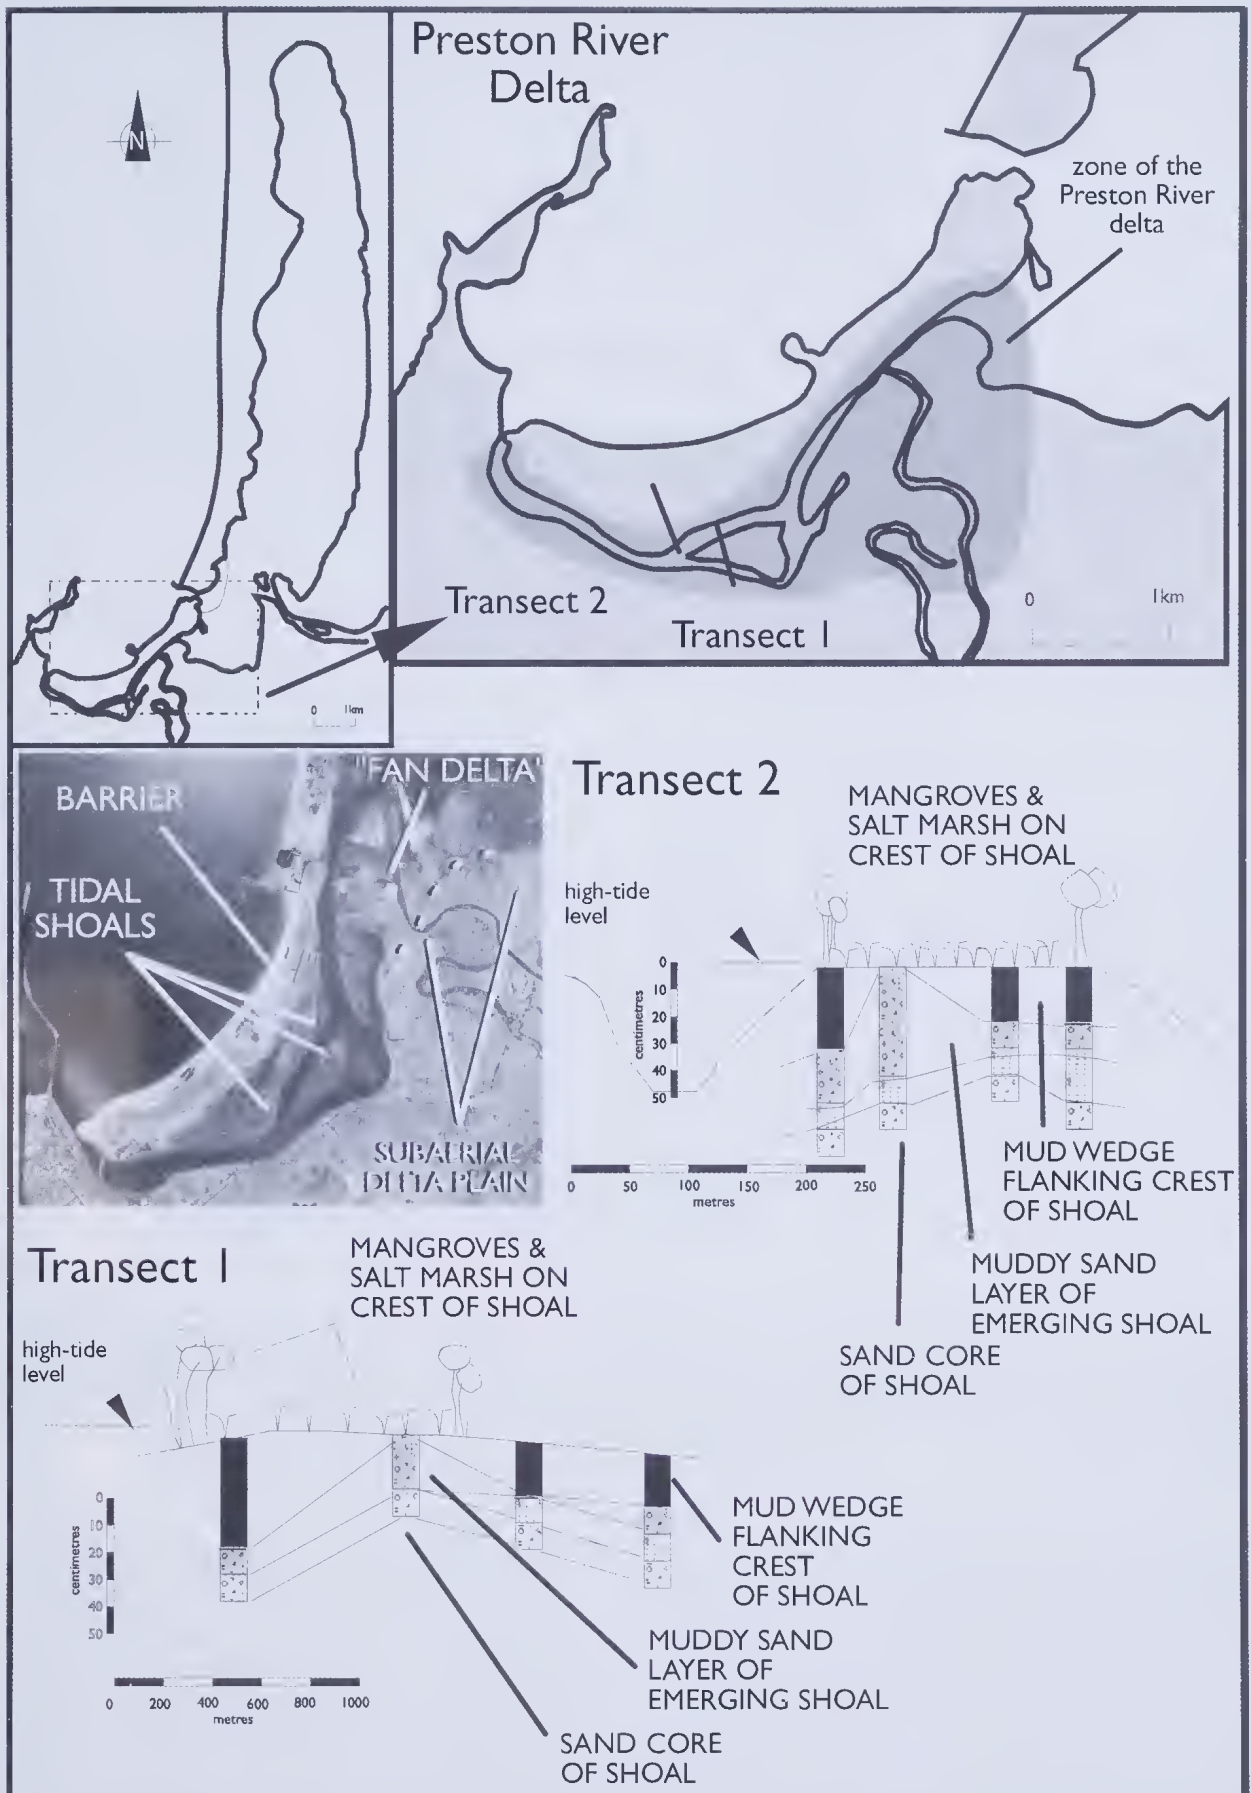 N
0 1km
Preston River
Delta
zone of the
Preston River
delta
Transect 2
Transect 1
0 1km
BARRIER
"FAN DELTA"
TIDAL
SHOALS
SUBAERIAL
DELTA PLAIN
Transect 2
MANGROVES &
SALT MARSH ON
CREST OF SHOAL
high-tide
level
centimetres
0
10
20
30
40
50
0 50 100 150 200 250
metres
MUD WEDGE
FLANKING CREST
OF SHOAL
MUDDY SAND
LAYER OF
EMERGING SHOAL
SAND CORE
OF SHOAL
Transect 1
MANGROVES &
SALT MARSH ON
CREST OF SHOAL
high-tide
level
centimetres
0
10
20
30
40
50
0 200 400 600 800 1000
metres
MUD WEDGE
FLANKING
CREST
OF SHOAL
MUDDY SAND
LAYER OF
EMERGING SHOAL
SAND CORE
OF SHOAL